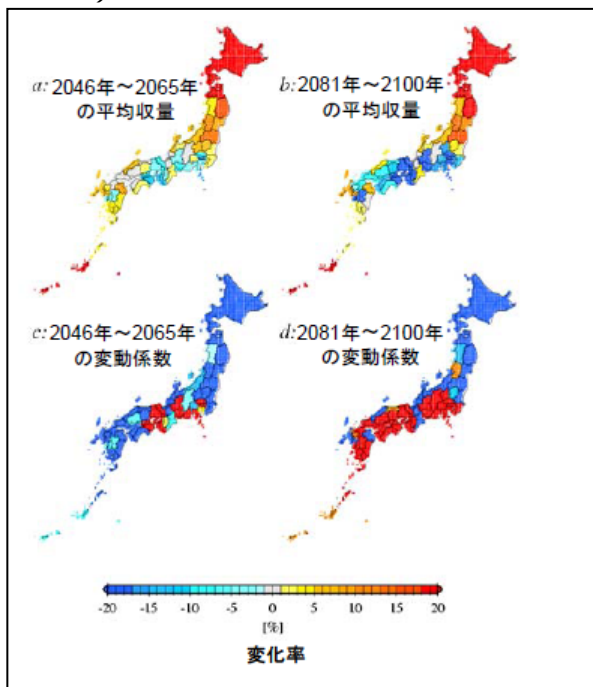 a: 2046年～2065年
の平均収量
b: 2081年～2100年
の平均収量
c: 2046年～2065年
の変動係数
d: 2081年～2100年
の変動係数
-20 -15 -10 -5 0 5 10 15 20
[%]
変化率